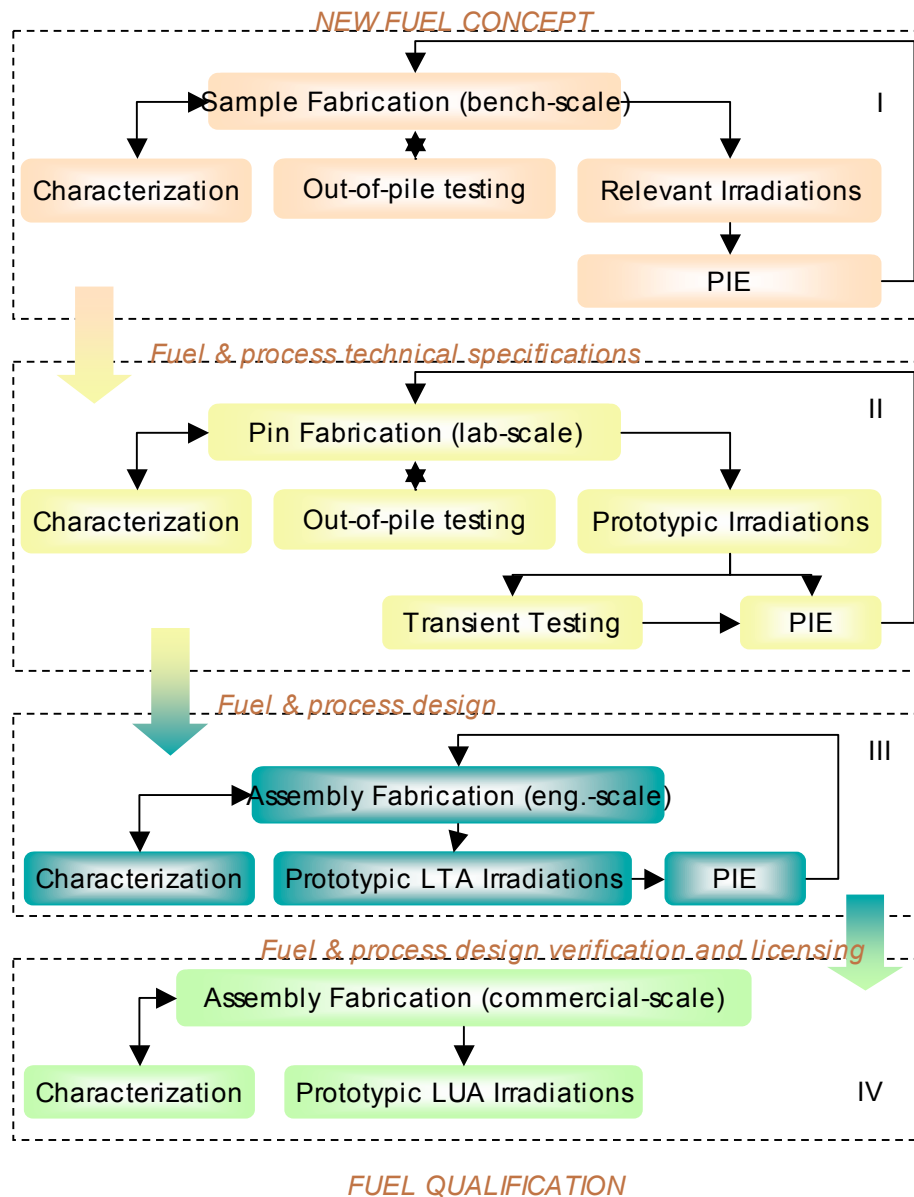 NEW FUEL CONCEPT
Sample Fabrication (bench-scale)
I
Characterization
Out-of-pile testing
Relevant Irradiations
PIE
Fuel & process technical specifications
II
Pin Fabrication (lab-scale)
Characterization
Out-of-pile testing
Prototypic Irradiations
Transient Testing
PIE
Fuel & process design
III
Assembly Fabrication (eng.-scale)
Characterization
Prototypic LTA Irradiations
PIE
Fuel & process design verification and licensing
Assembly Fabrication (commercial-scale)
Characterization
Prototypic LUA Irradiations
IV
FUEL QUALIFICATION